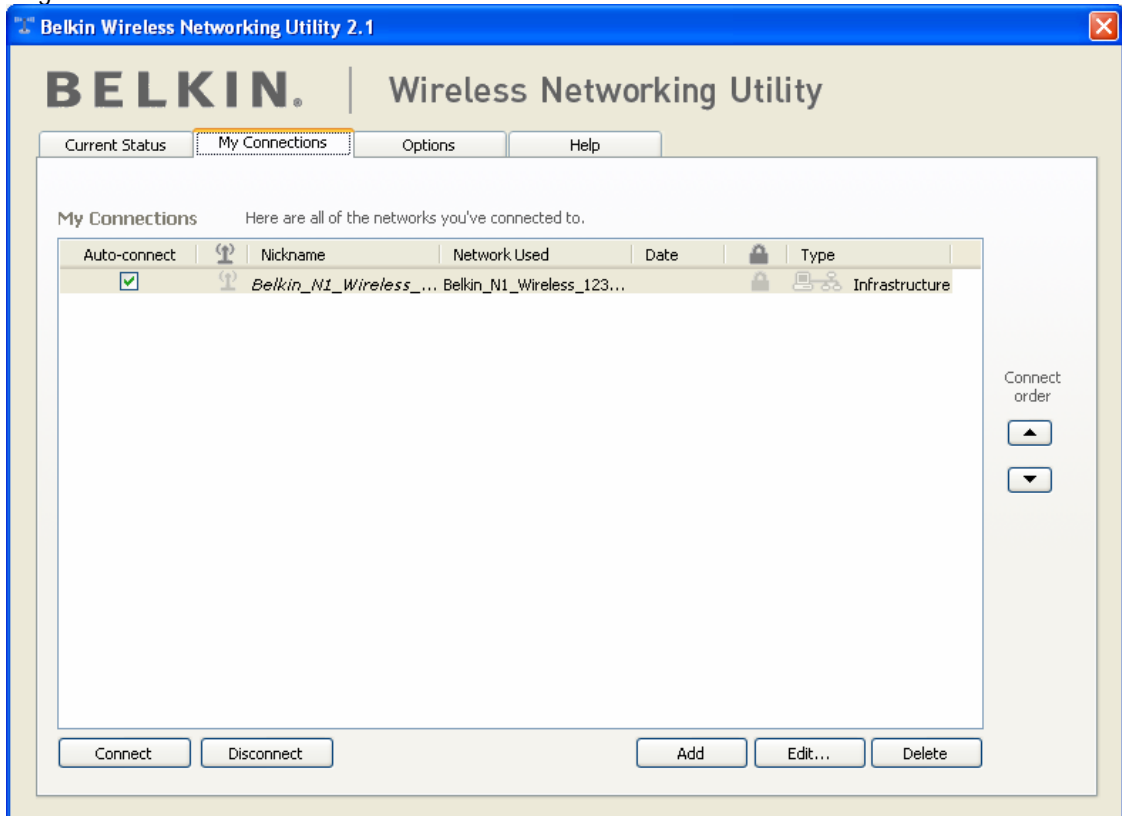 Belkin Wireless Networking Utility 2.1
BELKIN. Wireless Networking Utility
Current Status My Connections Options Help
My Connections Here are all of the networks you've connected to.
Auto-connect Nickname Network Used Date Type
Belkin_N1_Wireless_... Belkin_N1_Wireless_123... Infrastructure
Connect
order
Connect Disconnect Add Edit... Delete